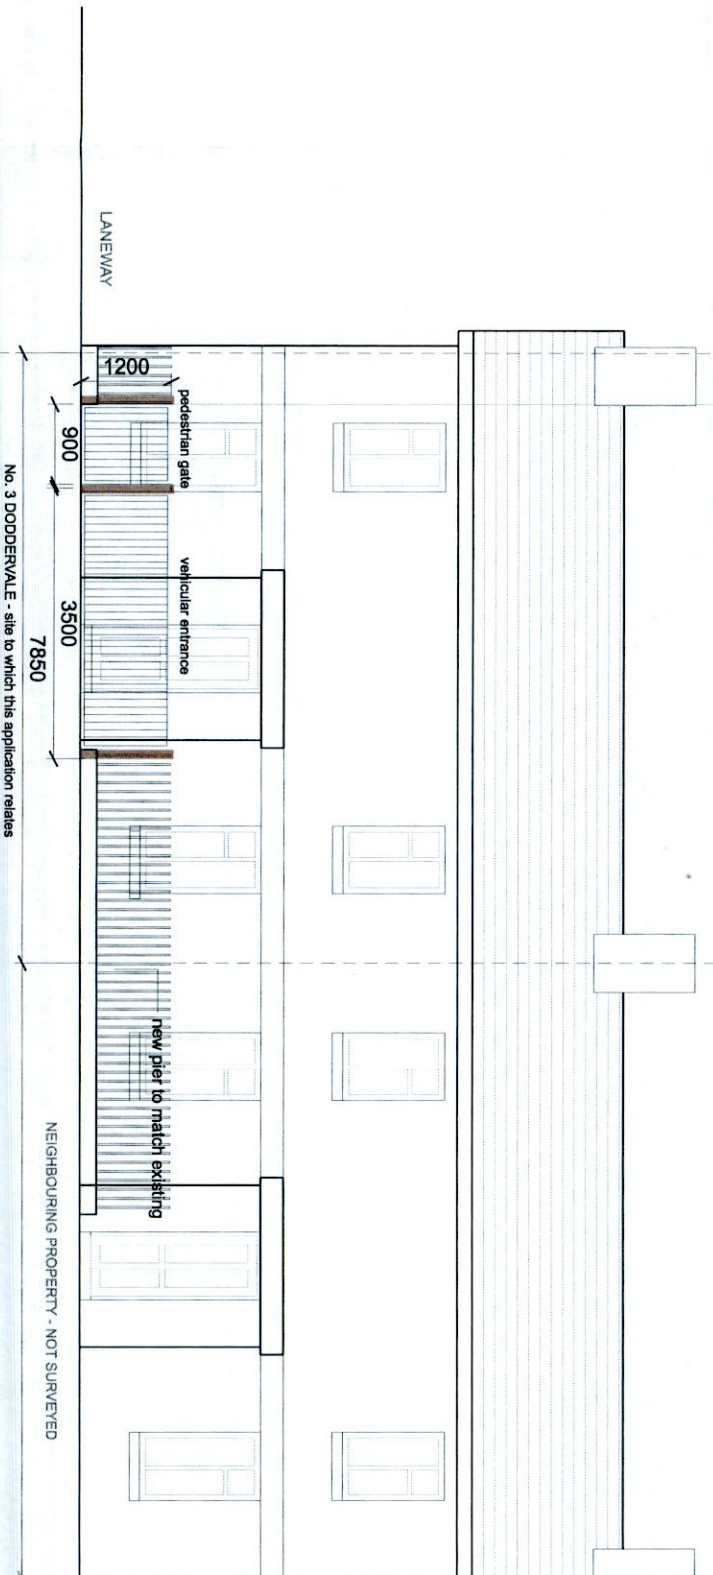 LANEWAY
1200
pedestrian gate
900
vehicular entrance
3500
7850
No. 3 DODDERVALE - site to which this application relates
new pier to match existing
NEIGHBOURING PROPERTY - NOT SURVEYED